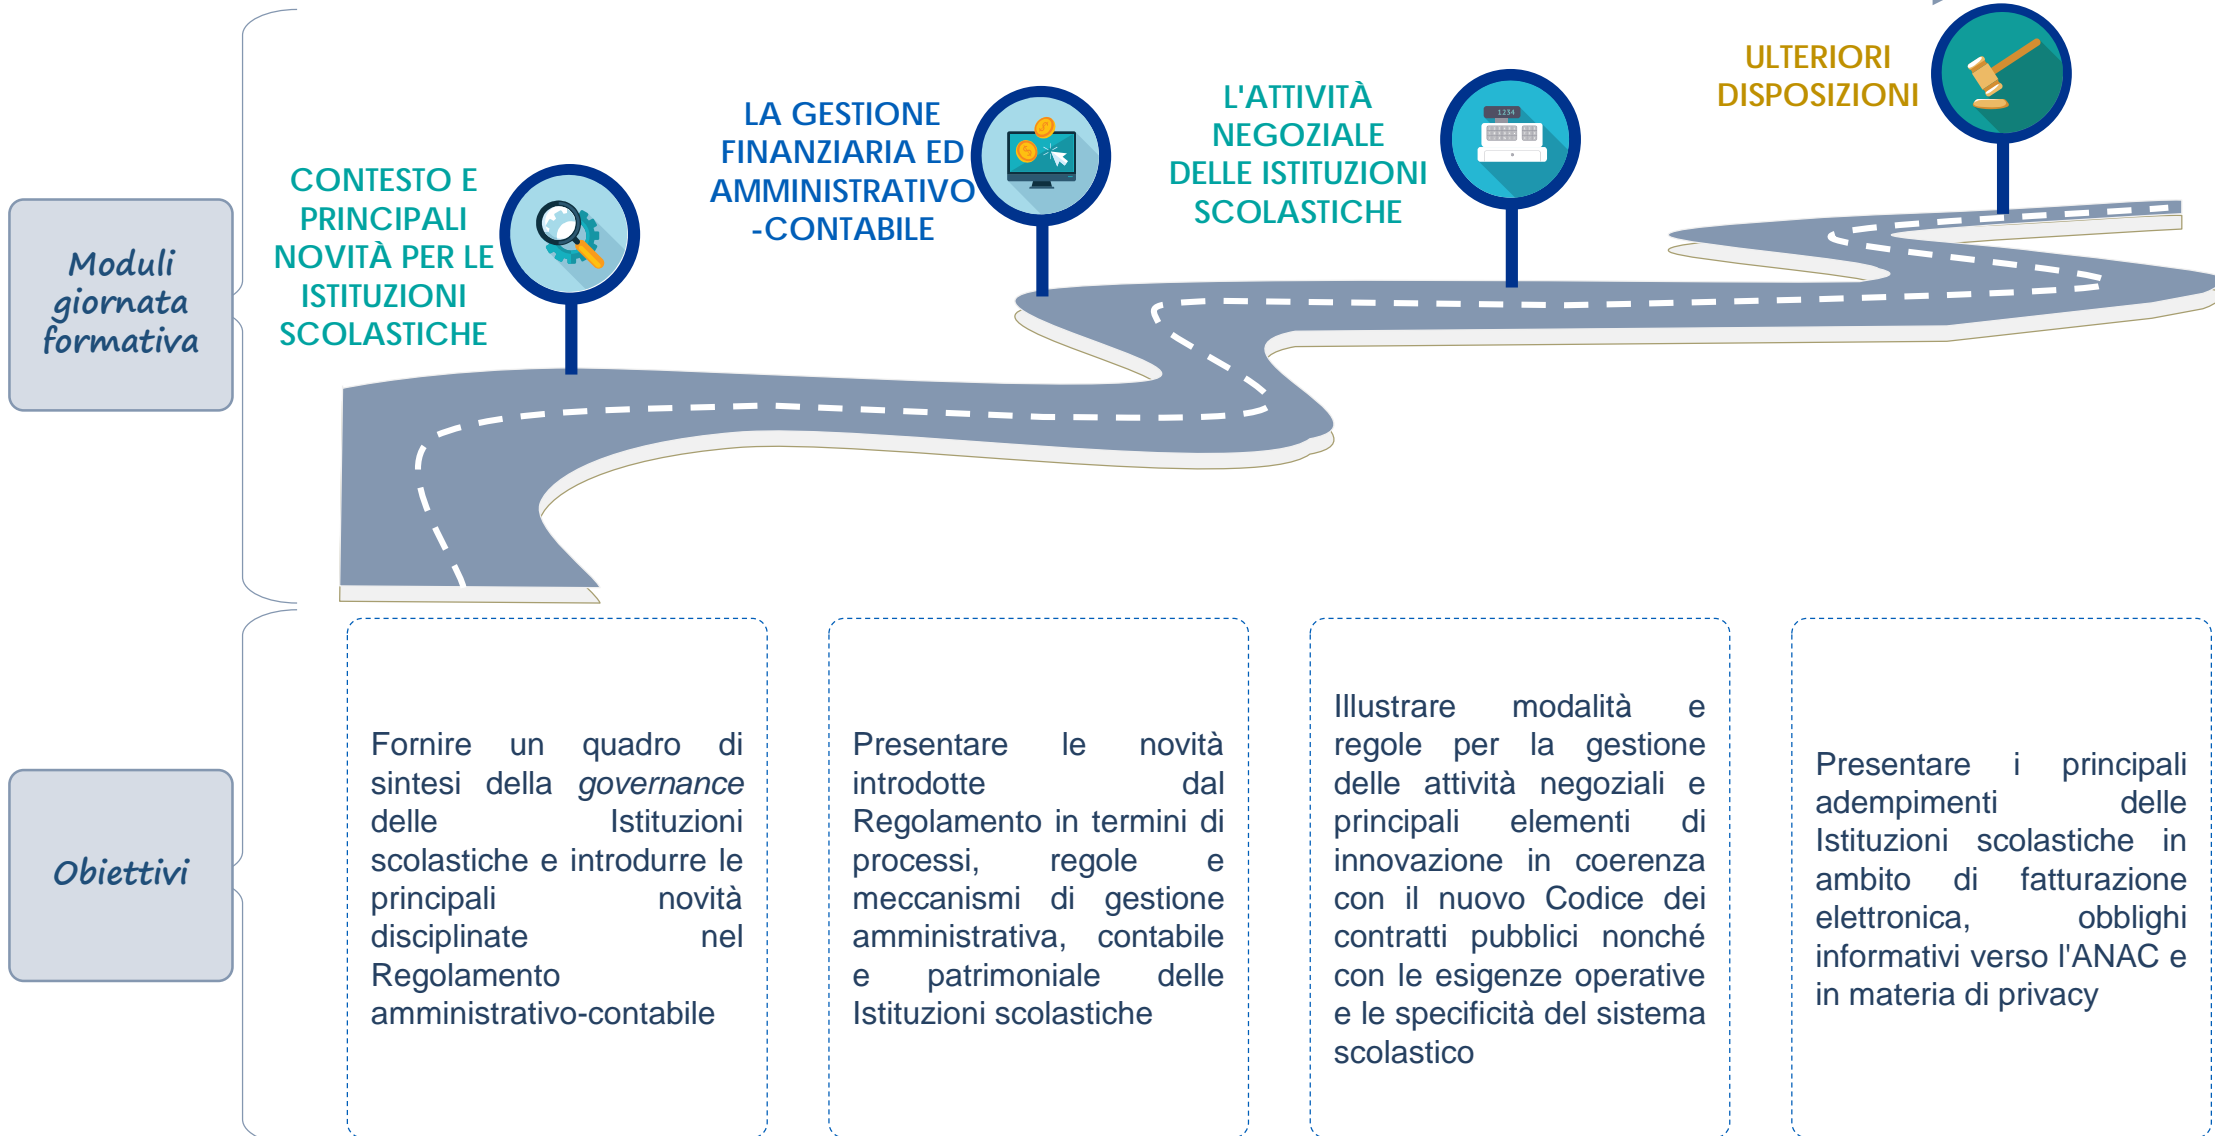 Moduli
giornata
formativa
CONTESTO E
PRINCIPALI
NOVITÀ PER LE
ISTITUZIONI
SCOLASTICHE
LA GESTIONE
FINANZIARIA ED
AMMINISTRATIVO
-CONTABILE
L'ATTIVITÀ
NEGOZIALE
DELLE ISTITUZIONI
SCOLASTICHE
1234
ULTERIORI
DISPOSIZIONI
Obiettivi
Fornire un quadro di
sintesi della governance
delle Istituzioni
scolastiche e introdurre le
principali novità
disciplinate nel
Regolamento
amministrativo-contabile
Presentare le novità
introdotte dal
Regolamento in termini di
processi, regole e
meccanismi di gestione
amministrativa, contabile
e patrimoniale delle
Istituzioni scolastiche
Illustrare modalità e
regole per la gestione
delle attività negoziali e
principali elementi di
innovazione in coerenza
con il nuovo Codice dei
contratti pubblici nonché
con le esigenze operative
e le specificità del sistema
scolastico
Presentare i principali
adempimenti delle
Istituzioni scolastiche in
ambito di fatturazione
elettronica, obblighi
informativi verso l'ANAC e
in materia di privacy